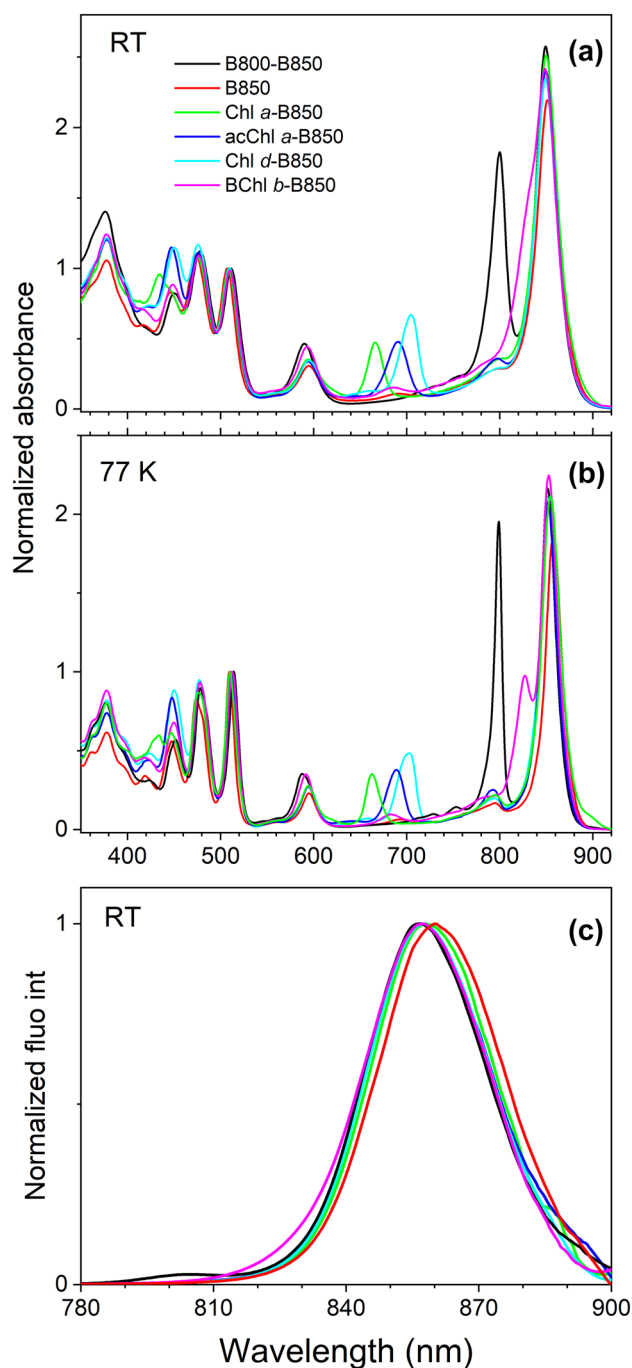 RT
(a)
B800-B850
B850
Chl a-B850
acChl a-B850
Chl d-B850
BChl b-B850
2
1
0
Normalized absorbance
77 K
(b)
2
1
0
400 500 600 700 800 900
RT
(c)
1
0
Normalized fluo int
780 810 840 870 900
Wavelength (nm)